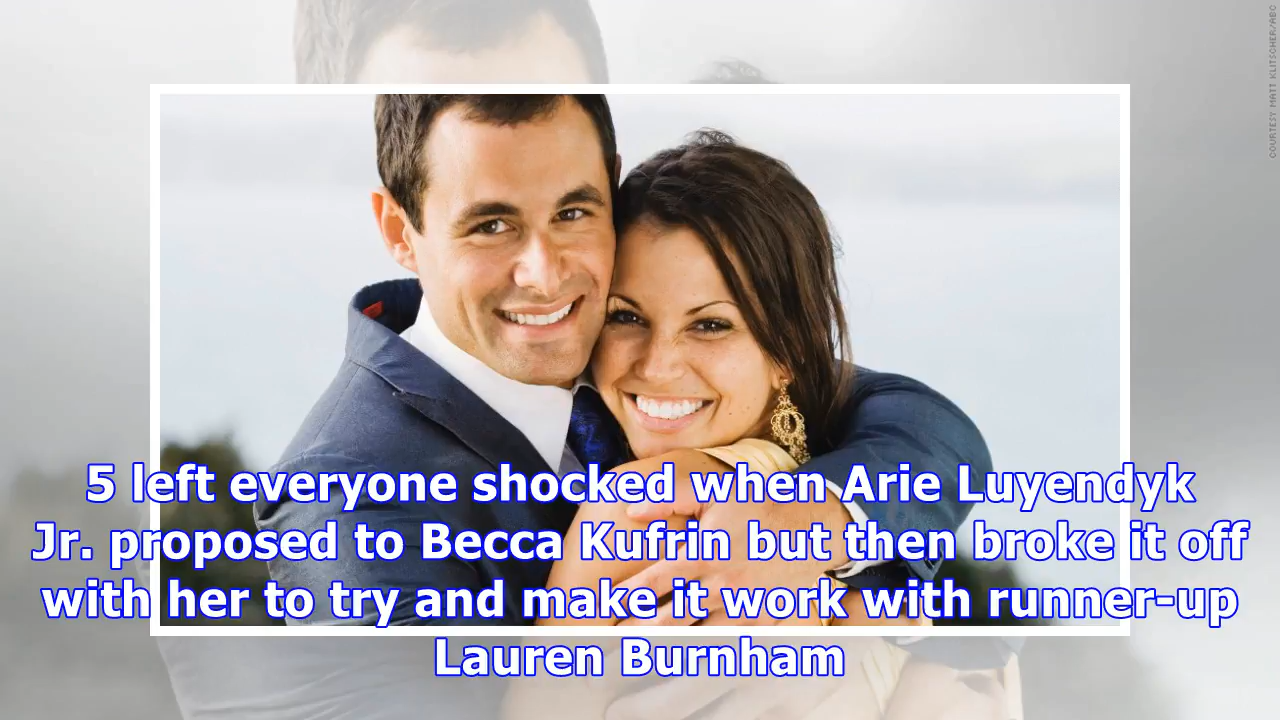 COURTESY MATT KLITSCHER/ABC
5 left everyone shocked when Arie Luyendyk
Jr. proposed to Becca Kufrin but then broke it off
with her to try and make it work with runner-up
Lauren Burnham